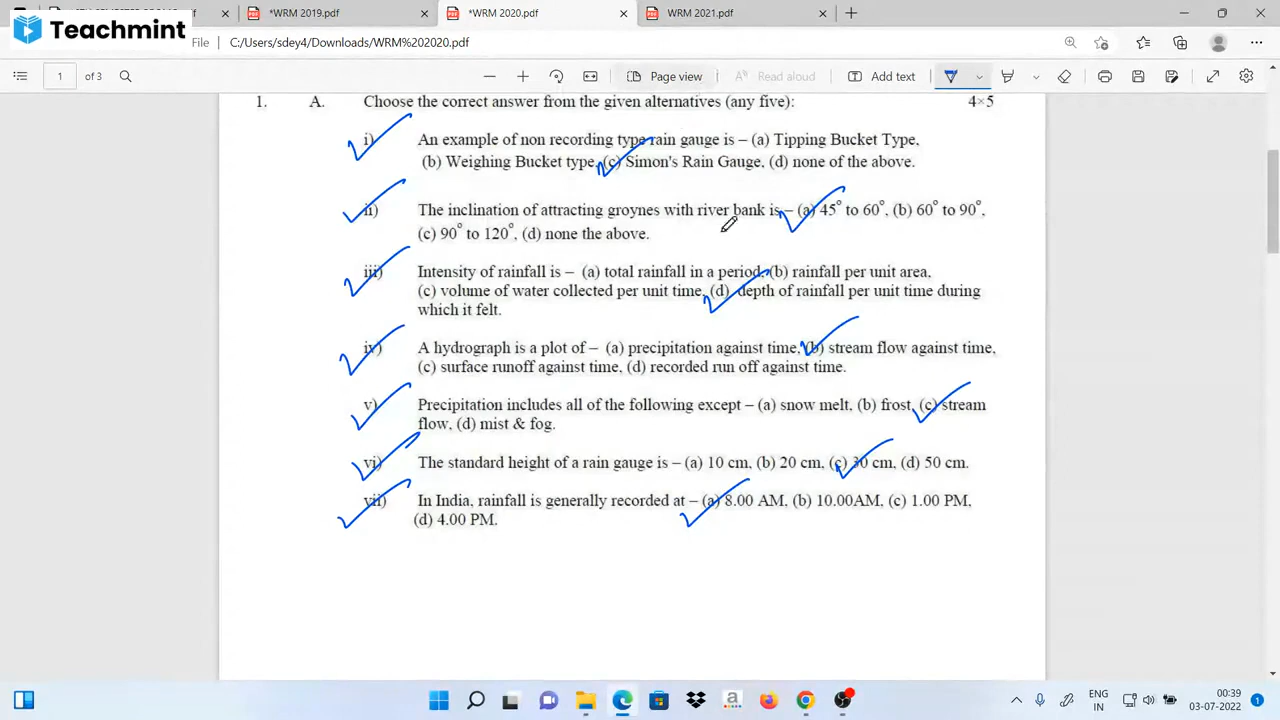 Teachmint
*WRM 2019.pdf
*WRM 2020.pdf
WRM 2021.pdf
File
C:/Users/sdey4/Downloads/WRM%202020.pdf
1 of 3
Page view
Read aloud
Add text
1. A. Choose the correct answer from the given alternatives (any five): 4×5
i) An example of non recording type rain gauge is – (a) Tipping Bucket Type,
(b) Weighing Bucket type, (c) Simon's Rain Gauge, (d) none of the above.
ii) The inclination of attracting groynes with river bank is – (a) 45° to 60°, (b) 60° to 90°,
(c) 90° to 120°, (d) none the above.
iii) Intensity of rainfall is – (a) total rainfall in a period, (b) rainfall per unit area,
(c) volume of water collected per unit time, (d) depth of rainfall per unit time during
which it felt.
iv) A hydrograph is a plot of – (a) precipitation against time, (b) stream flow against time,
(c) surface runoff against time, (d) recorded run off against time.
v) Precipitation includes all of the following except – (a) snow melt, (b) frost, (c) stream
flow, (d) mist & fog.
vi) The standard height of a rain gauge is – (a) 10 cm, (b) 20 cm, (c) 30 cm, (d) 50 cm.
vii) In India, rainfall is generally recorded at – (a) 8.00 AM, (b) 10.00AM, (c) 1.00 PM,
(d) 4.00 PM.
ENG
IN
00:39
03-07-2022
1